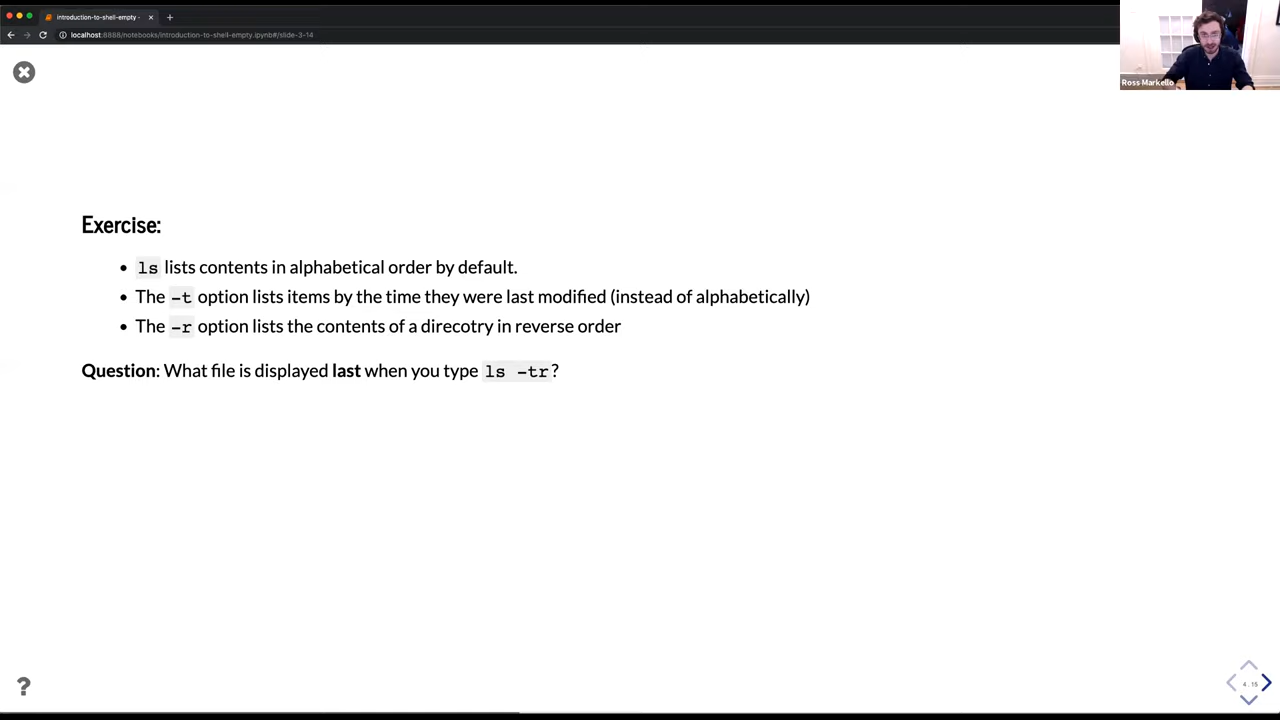 introduction-to-shell-empty -
localhost:8888/notebooks/introduction-to-shell-empty.ipynb#/slide-3-14
Ross Markello
Exercise:
ls lists contents in alphabetical order by default.
The -t option lists items by the time they were last modified (instead of alphabetically)
The -r option lists the contents of a direcotry in reverse order
Question: What file is displayed last when you type ls -tr?
?
4.15